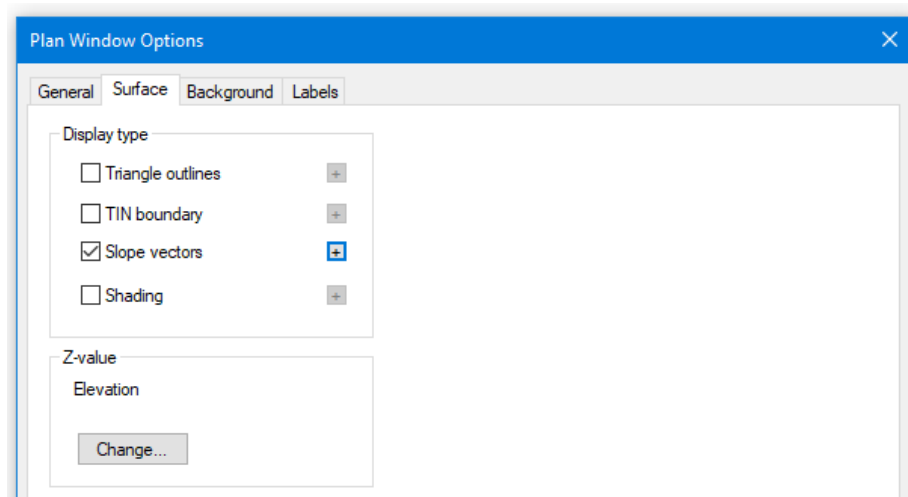 Plan Window Options
General Surface Background Labels
Display type
Triangle outlines +
TIN boundary +
Slope vectors +
Shading +
Z-value
Elevation
Change...